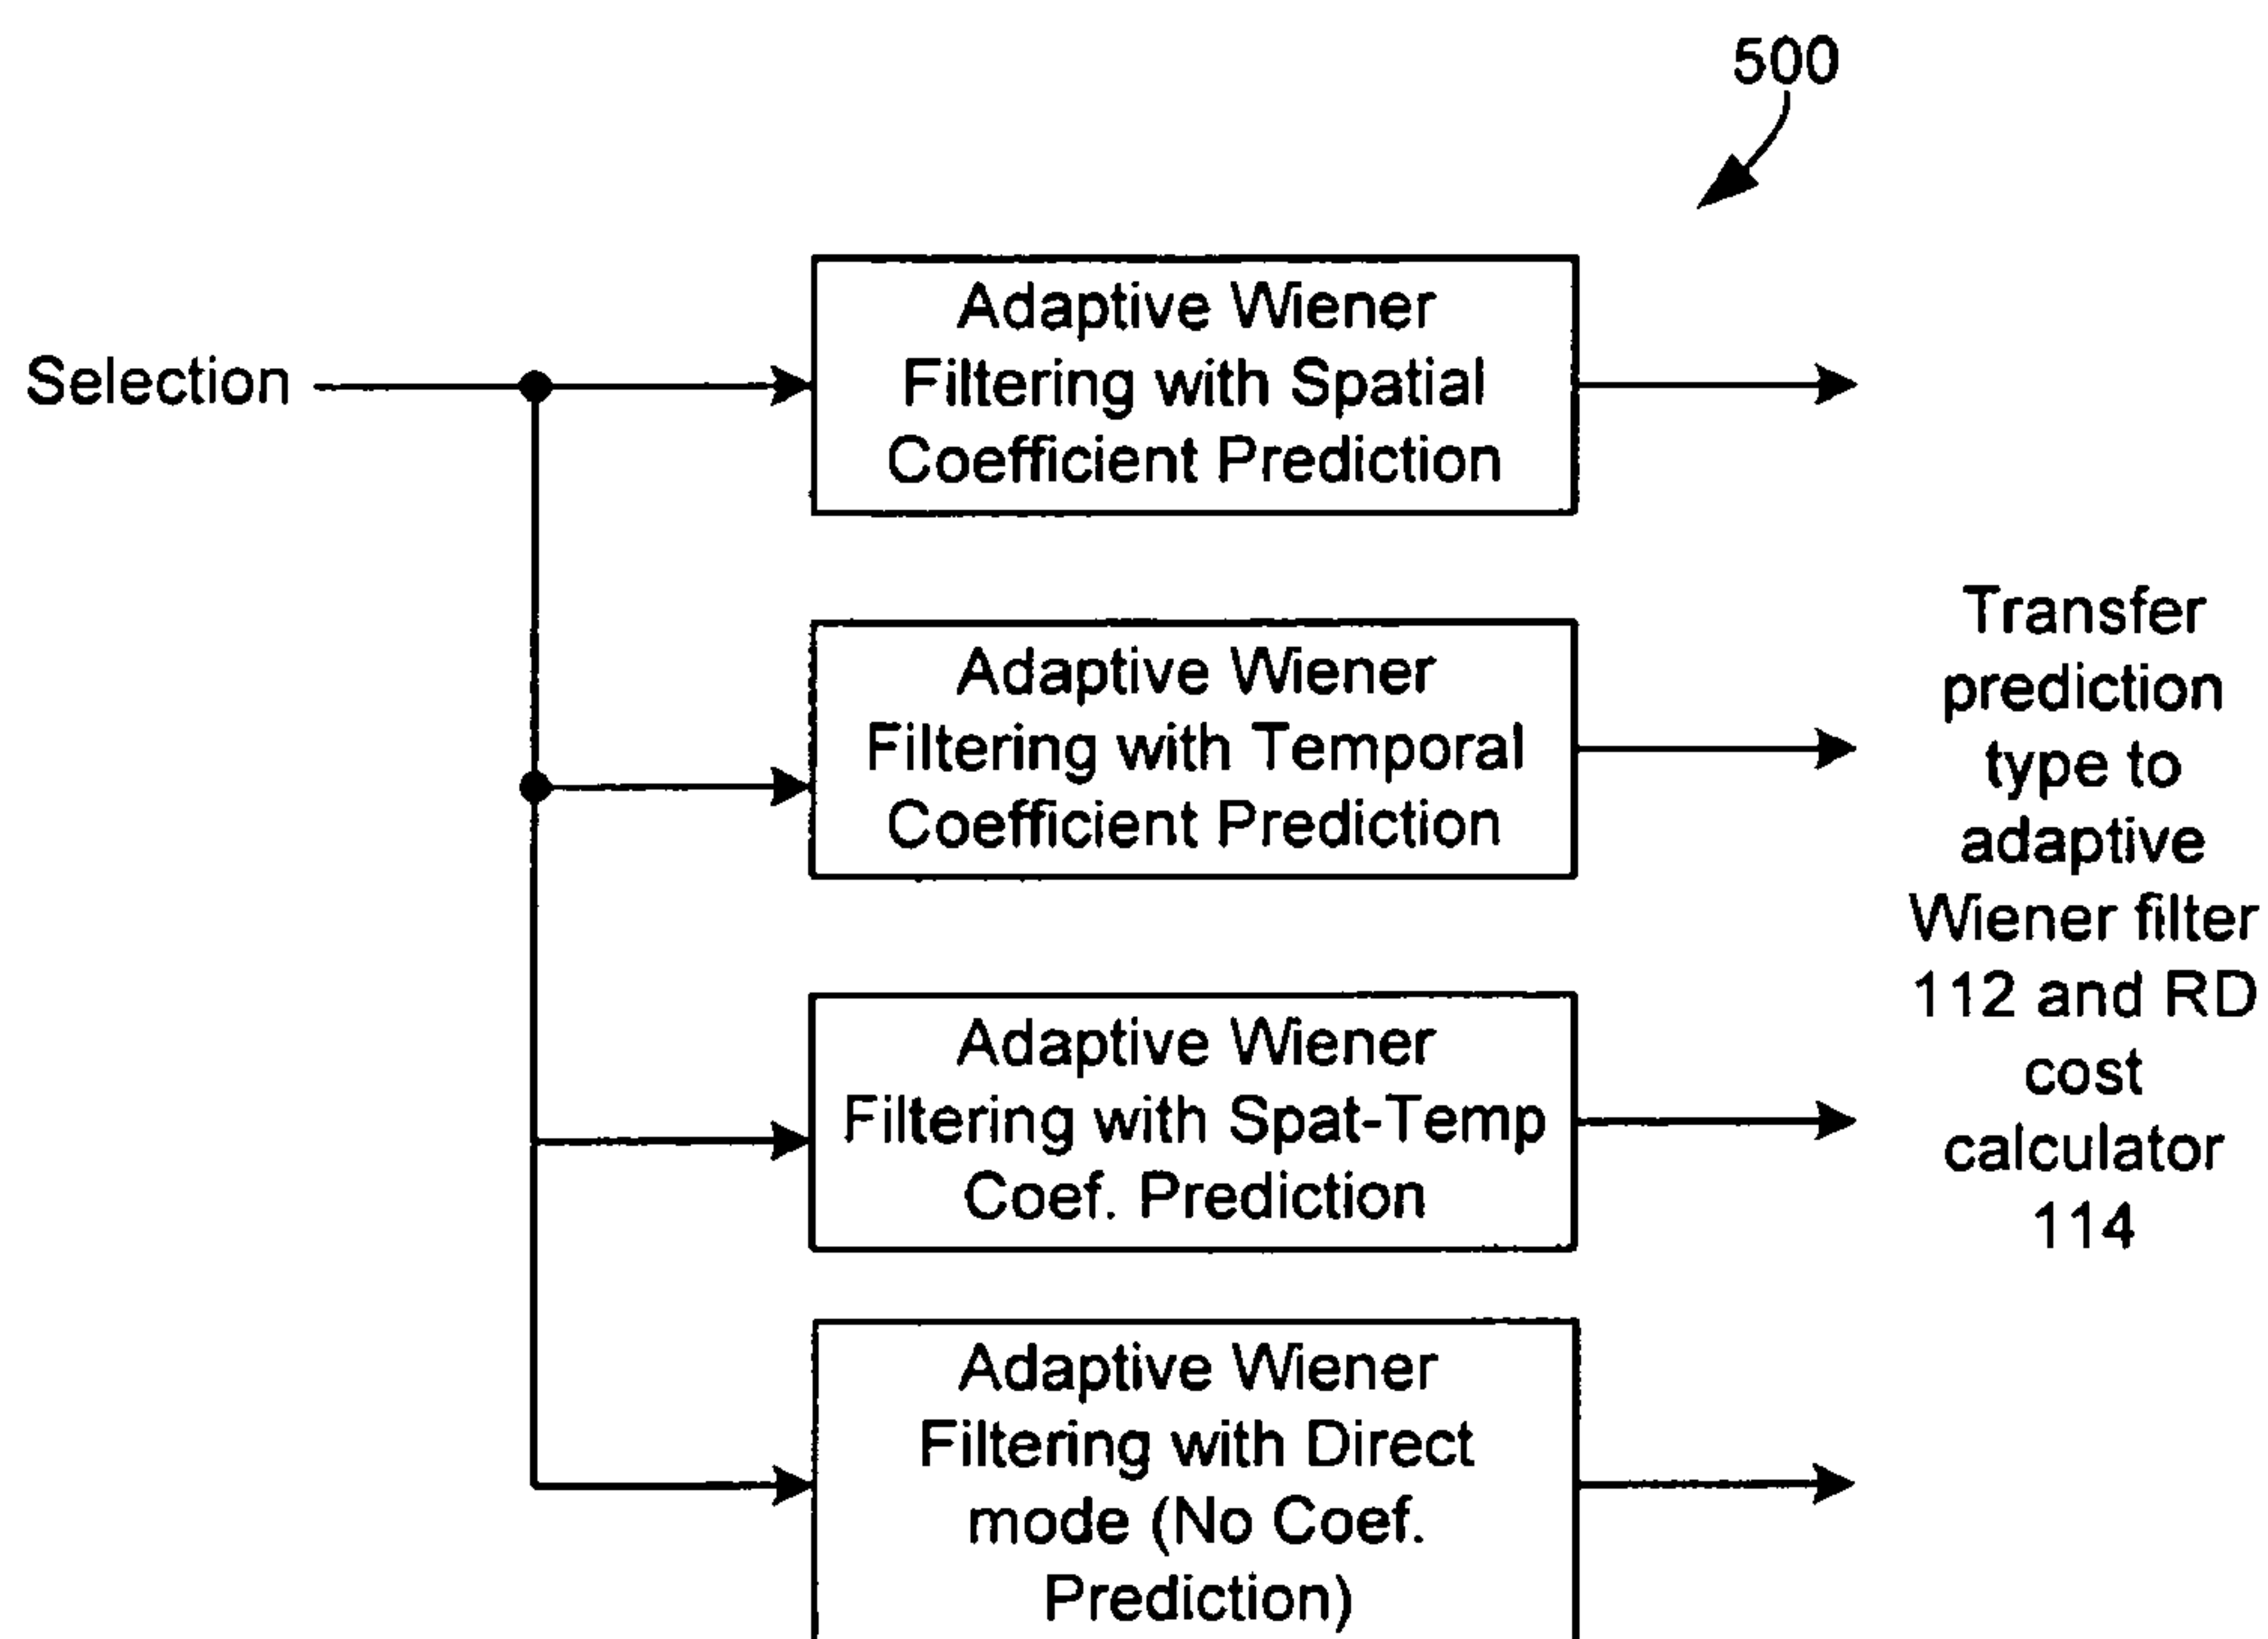 500
Selection
Adaptive Wiener
Filtering with Spatial
Coefficient Prediction
Adaptive Wiener
Filtering with Temporal
Coefficient Prediction
Adaptive Wiener
Filtering with Spat-Temp
Coef. Prediction
Adaptive Wiener
Filtering with Direct
mode (No Coef.
Prediction)
Transfer
prediction
type to
adaptive
Wiener filter
112 and RD
cost
calculator
114